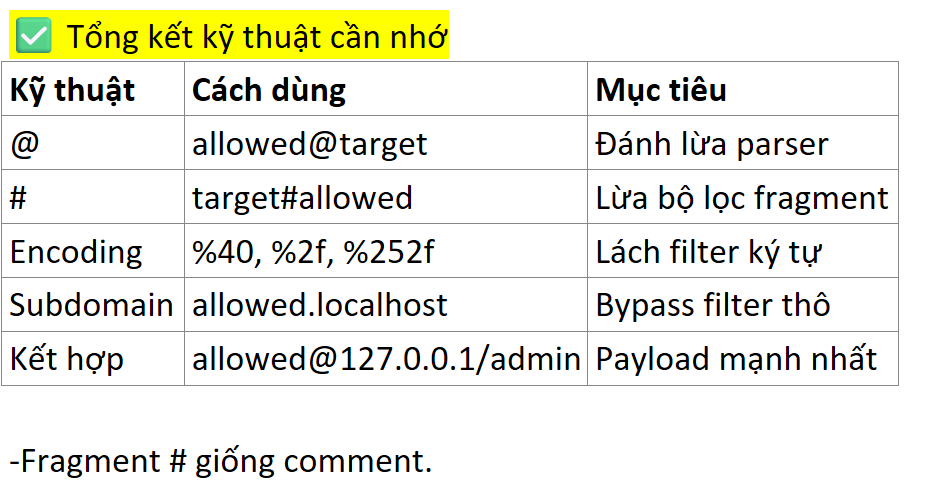 ✅ Tổng kết kỹ thuật cần nhớ
Kỹ thuật Cách dùng Mục tiêu
@ allowed@target Đánh lừa parser
# target#allowed Lừa bộ lọc fragment
Encoding %40, %2f, %252f Lách filter ký tự
Subdomain allowed.localhost Bypass filter thô
Kết hợp allowed@127.0.0.1/admin Payload mạnh nhất
-Fragment # giống comment.